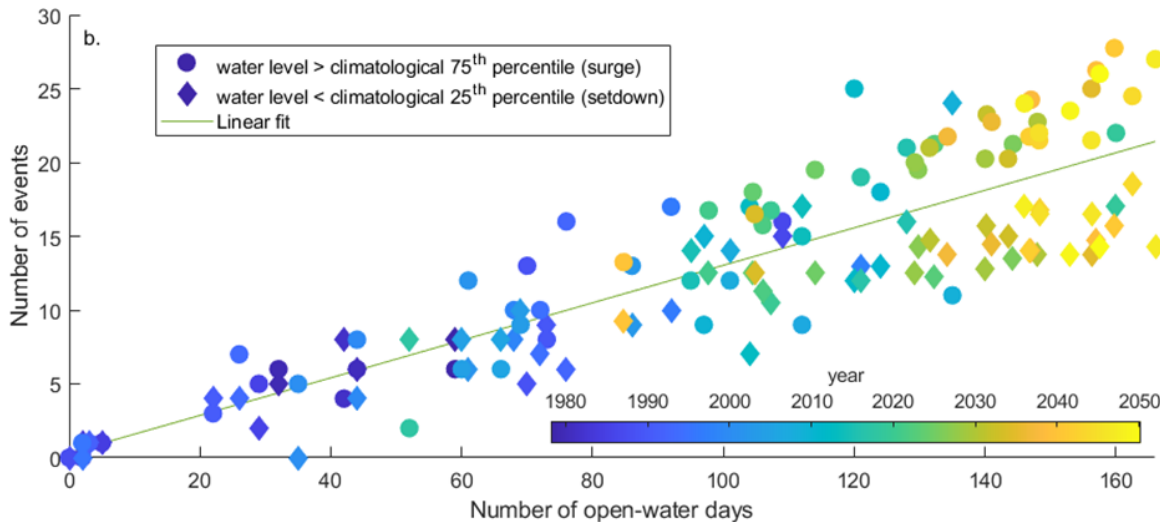 b.
water level > climatological 75th percentile (surge)
water level < climatological 25th percentile (setdown)
Linear fit
Number of events
30
25
20
15
10
5
0
year
1980 1990 2000 2010 2020 2030 2040 2050
0 20 40 60 80 100 120 140 160
Number of open-water days